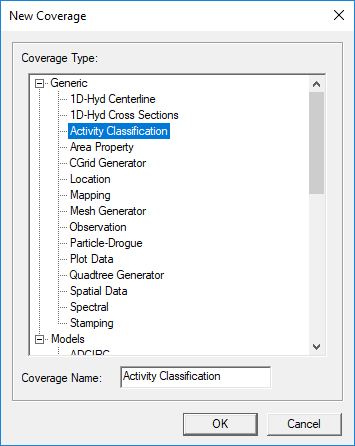 New Coverage
Coverage Type:
Generic
1D-Hyd Centerline
1D-Hyd Cross Sections
Activity Classification
Area Property
CGrid Generator
Location
Mapping
Mesh Generator
Observation
Particle-Drogue
Plot Data
Quadtree Generator
Spatial Data
Spectral
Stamping
Models
ADCIRC
Coverage Name: Activity Classification
OK Cancel